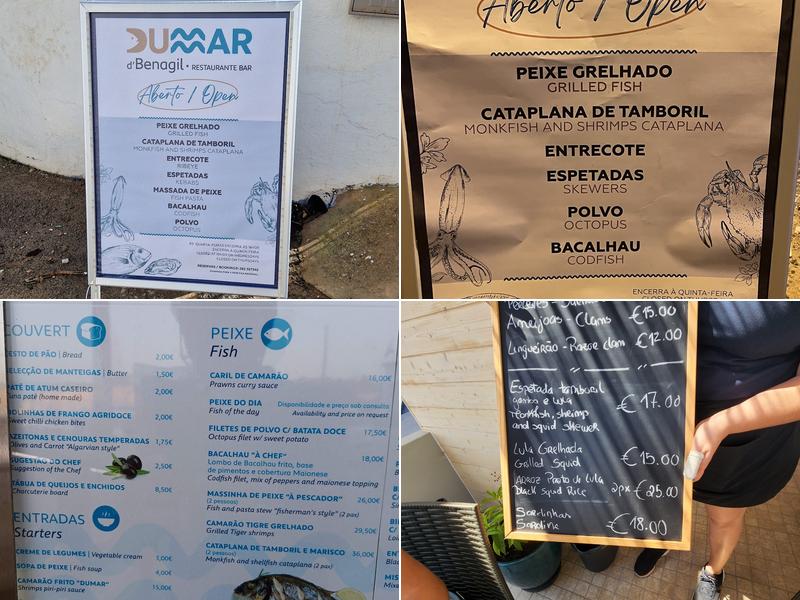 DUMAR
d'Benagil • RESTAURANTE BAR
Aberto / Open
PEIXE GRELHADO
GRILLED FISH
CATAPLANA DE TAMBORIL
MONKFISH AND SHRIMPS CATAPLANA
ENTRECOTE
RIBEYE
ESPETADAS
KEBABS
MASSADA DE PEIXE
FISH PASTA
BACALHAU
CODFISH
POLVO
OCTOPUS
Aberto / Open
PEIXE GRELHADO
GRILLED FISH
CATAPLANA DE TAMBORIL
MONKFISH AND SHRIMPS CATAPLANA
ENTRECOTE
ESPETADAS
SKEWERS
POLVO
OCTOPUS
BACALHAU
CODFISH
ENCERRA À QUINTA-FEIRA
COUVERT
ESTO DE PÃO | Bread 2,00€
ELECÇÃO DE MANTEIGAS | Butter 1,50€
PATÉ DE ATUM CASEIRO 2,00€
Tuna paté (home made)
OLINHAS DE FRANGO AGRIDOCE 2,00€
Sweet chilli chicken bites
AZEITONAS E CENOURAS TEMPERADAS 1,75€
Olives and Carrot "Algarvian style"
SUGESTÃO DO CHEF 2,50€
Suggestion of the Chef
TÁBUA DE QUEIJOS E ENCHIDOS 8,50€
Charcuterie board
ENTRADAS
Starters
CREME DE LEGUMES | Vegetable cream 3,00€
SOPA DE PEIXE | Fish soup 4,00€
CAMARÃO FRITO "DUMAR" 15,00€
Shrimps piri-piri sauce
PEIXE
Fish
CARIL DE CAMARÃO 16,00€
Prawns curry sauce
PEIXE DO DIA Disponibilidade e preço sob consulta
Fish of the day Availability and price on request
FILETES DE POLVO C/ BATATA DOCE 17,50€
Octopus filet w/ sweet potato
BACALHAU "À CHEF" 18,00€
Lombo de Bacalhau frito, base
de pimentos e cobertura Maionese
Codfish filet, mix of peppers and maionese topping
MASSINHA DE PEIXE "À PESCADOR" 26,00€
(2 pessoas)
Fish and pasta stew "fisherman's style" (2 pax)
CAMARÃO TIGRE GRELHADO 29,50€
Grilled Tiger shrimps
CATAPLANA DE TAMBORIL E MARISCO 36,00€
(2 pessoas)
Monkfish and shellfish cataplana (2 pax)
€15.00
Ameijoas - Clams
Lingueirão - Razor clam €12.00
Espetada tamboril
gambas e lula €17.00
Monkfish, shrimp
and squid skewer
Lula Grelhada €15.00
Grilled Squid
Arroz Preto de lula
black Squid Rice 2px €25.00
Sardinhas
Sardine €18.00